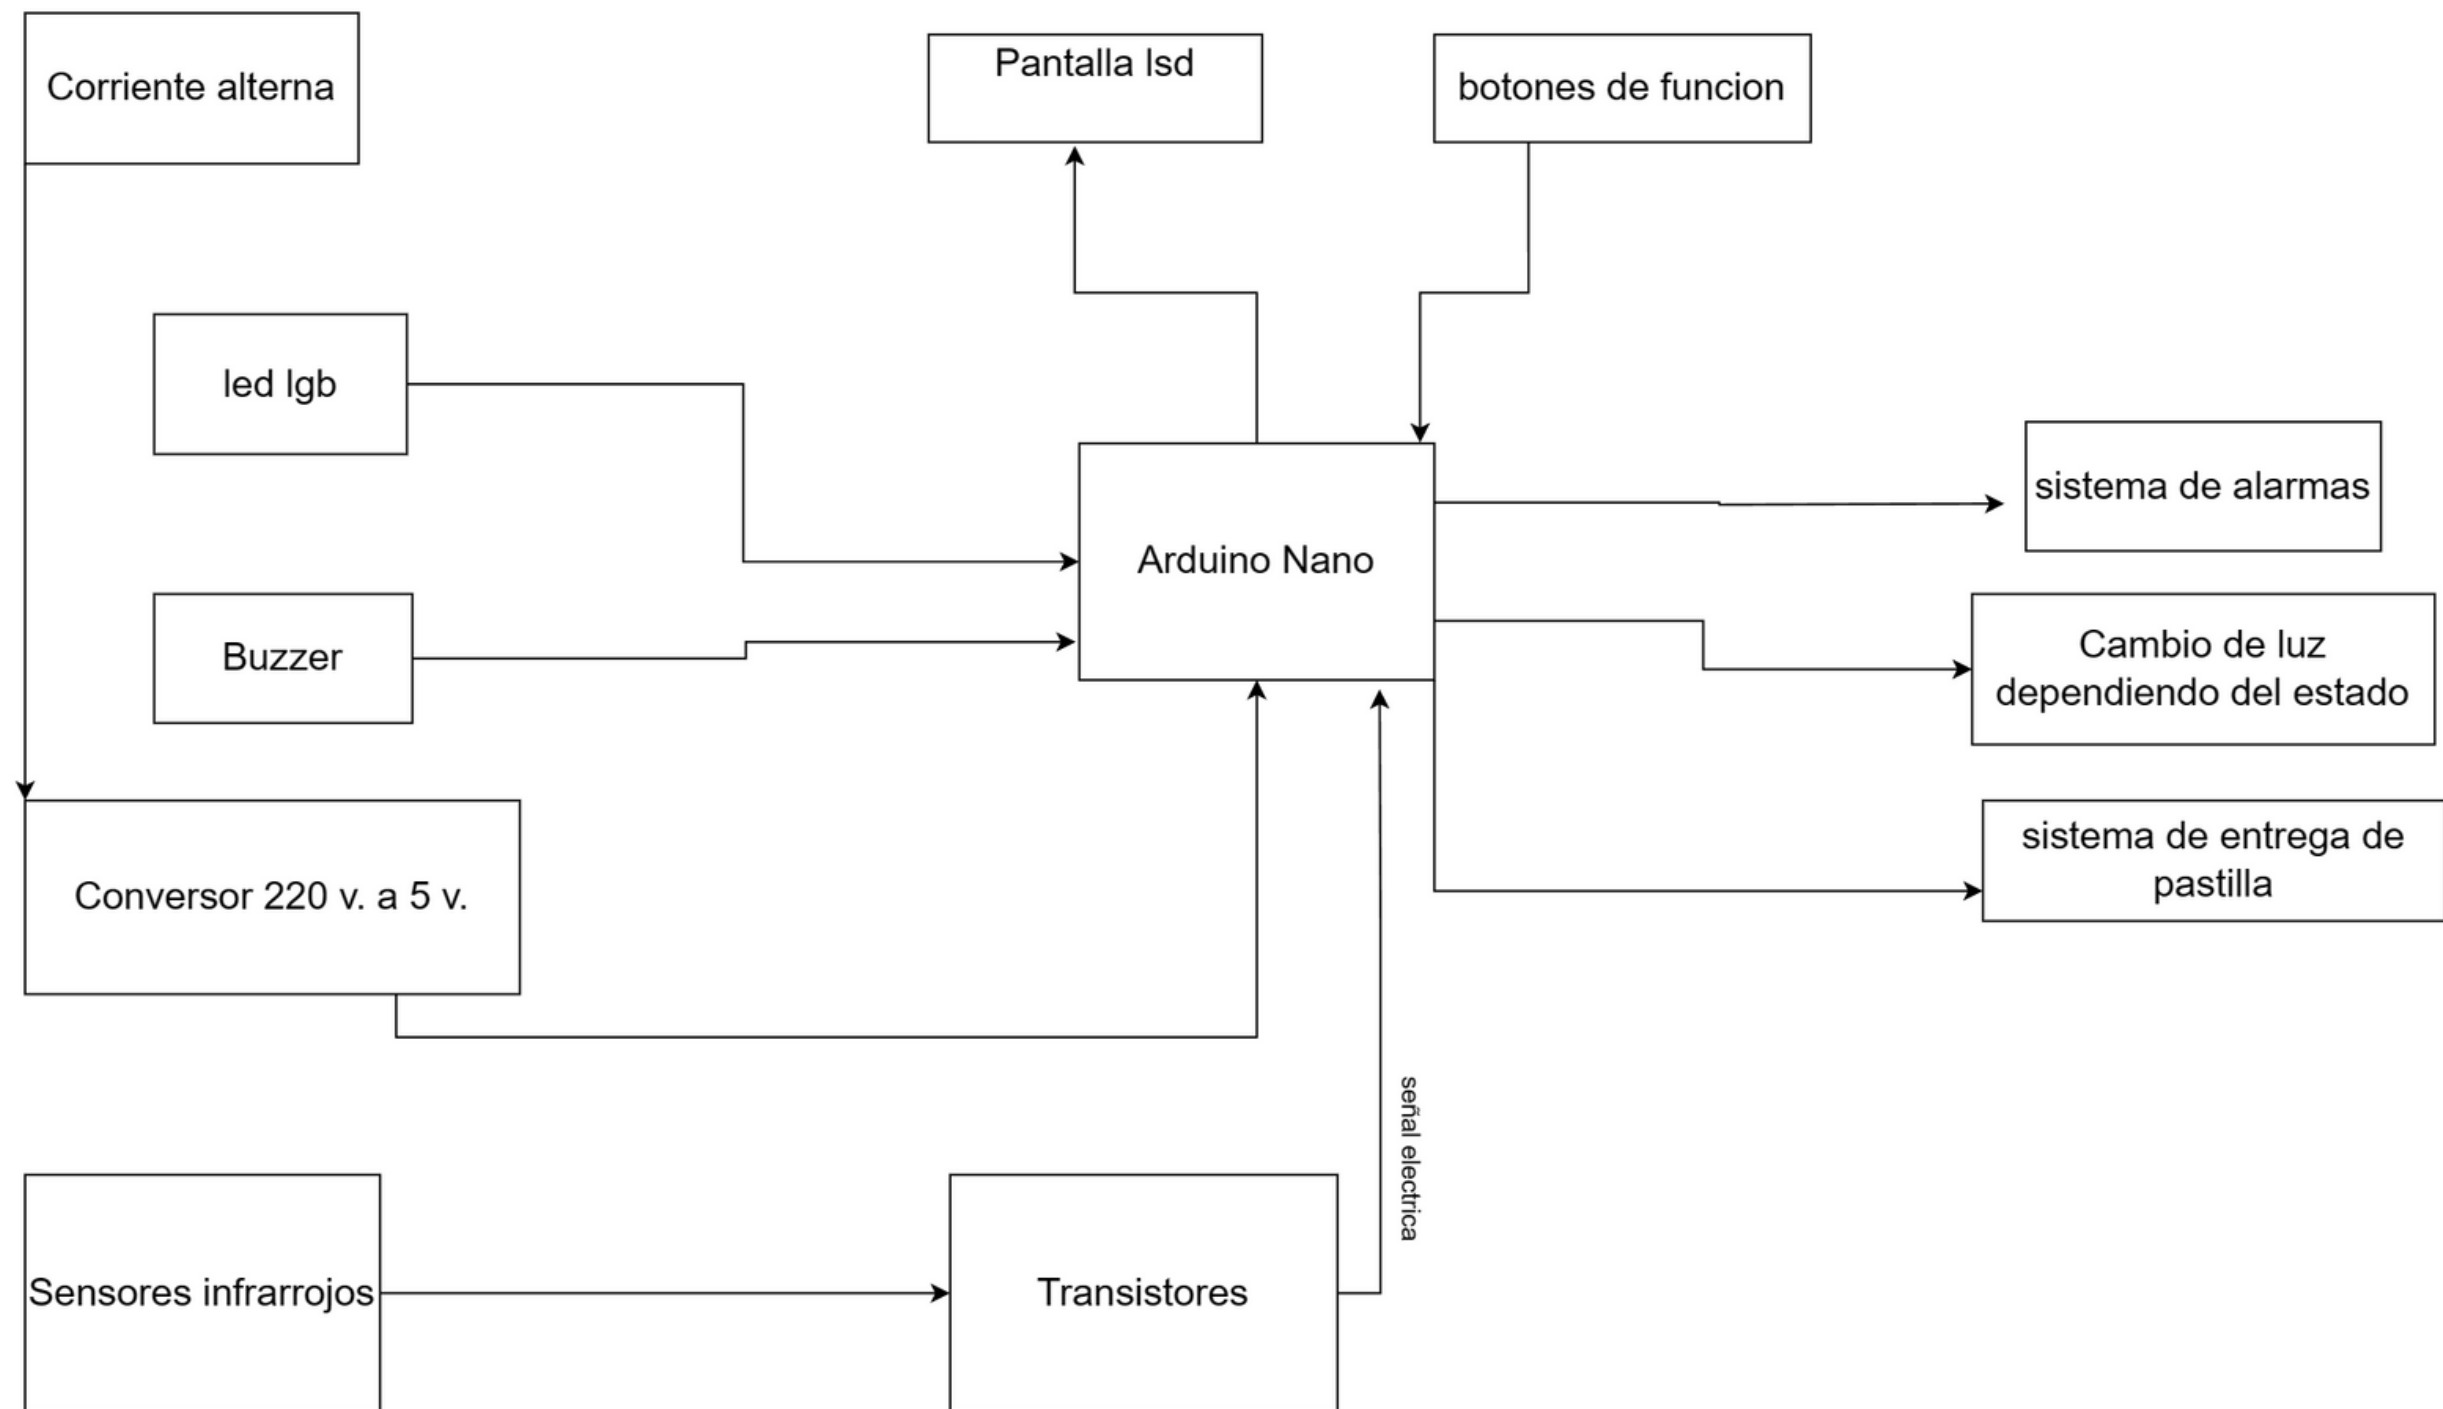 Corriente alterna
Pantalla lsd
botones de funcion
led lgb
sistema de alarmas
Arduino Nano
Buzzer
Cambio de luz
dependiendo del estado
sistema de entrega de
pastilla
Conversor 220 v. a 5 v.
señal electrica
Sensores infrarrojos
Transistores